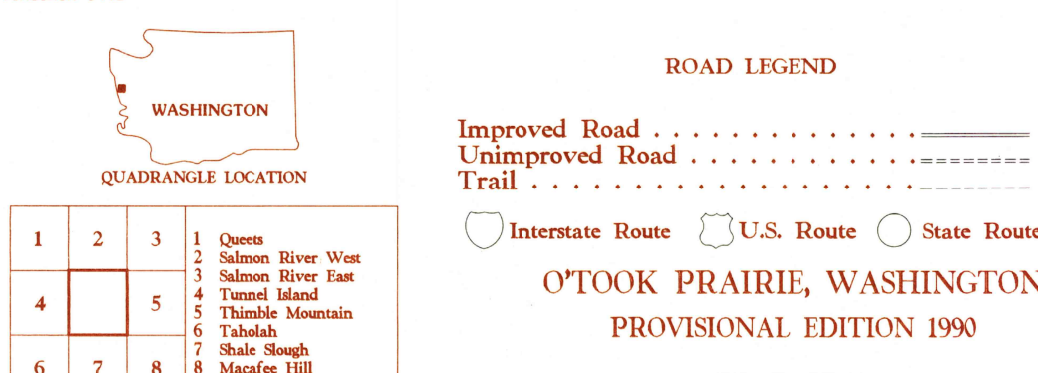 WASHINGTON
QUADRANGLE LOCATION
1 2 3
4 5
6 7 8
1 Queets
2 Salmon River West
3 Salmon River East
4 Tunnel Island
5 Thimble Mountain
6 Taholah
7 Shale Slough
8 Macafee Hill
ROAD LEGEND
Improved Road
Unimproved Road
Trail
Interstate Route U.S. Route State Route
O'TOOK PRAIRIE, WASHINGTON
PROVISIONAL EDITION 1990